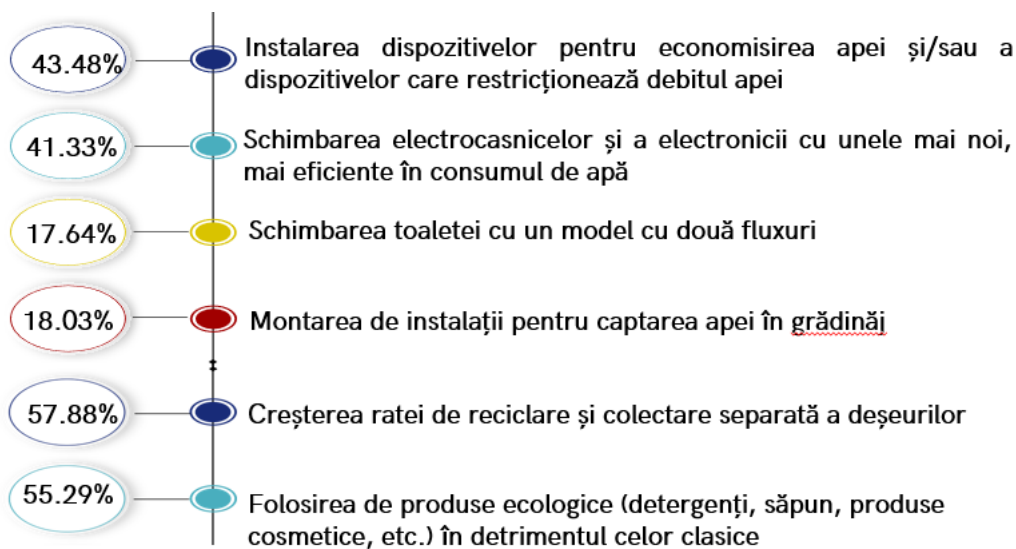 43.48%
Instalarea dispozitivelor pentru economisirea apei și/sau a
dispozitivelor care restricționează debitul apei
41.33%
Schimbarea electrocasnicelor și a electronicii cu unele mai noi,
mai eficiente în consumul de apă
17.64%
Schimbarea toaletei cu un model cu două fluxuri
18.03%
Montarea de instalații pentru captarea apei în grădinăj
57.88%
Creșterea ratei de reciclare și colectare separată a deșeurilor
55.29%
Folosirea de produse ecologice (detergenți, săpun, produse
cosmetice, etc.) în detrimentul celor clasice